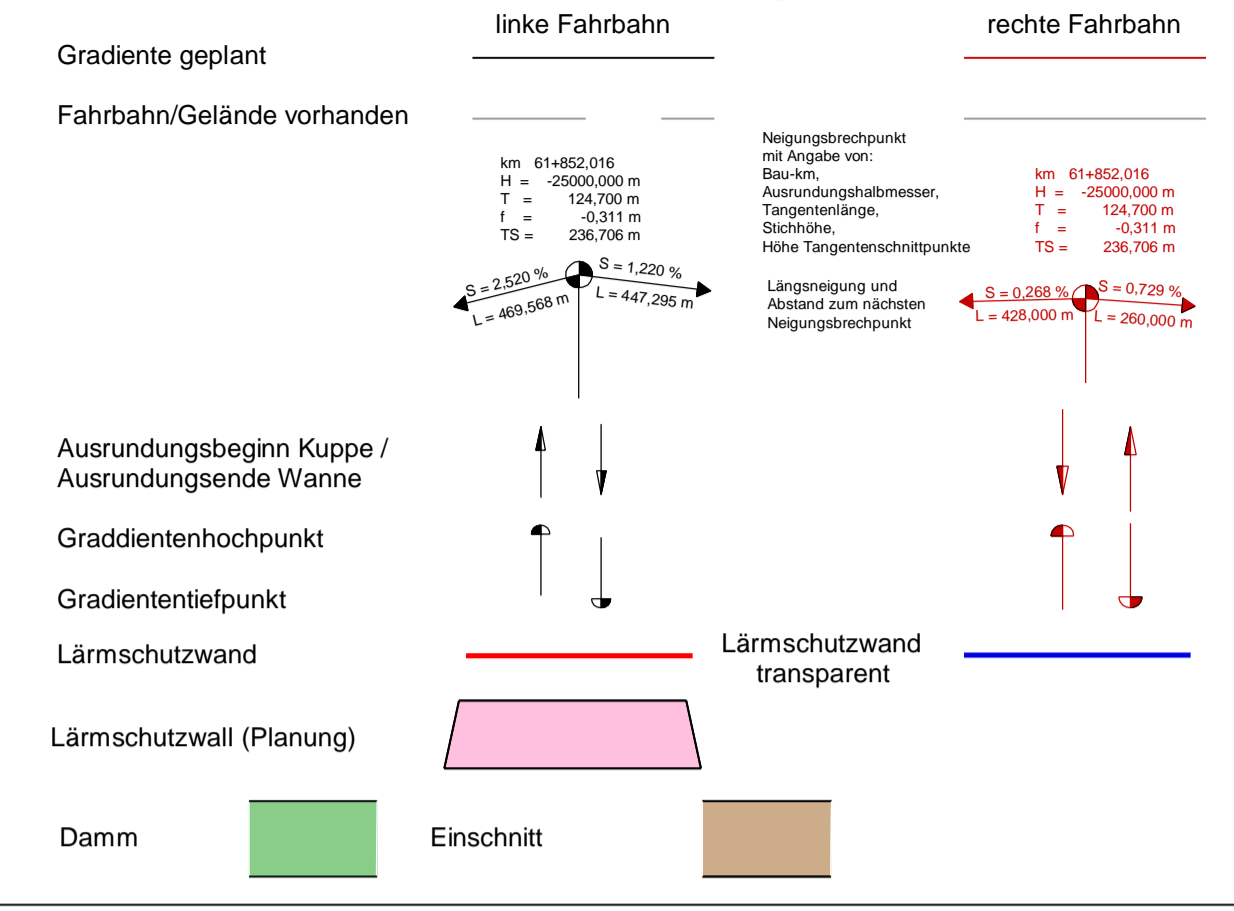 linke Fahrbahn
rechte Fahrbahn
Gradiente geplant
Fahrbahn/Gelände vorhanden
km 61+852,016
H = -25000,000 m
T = 124,700 m
f = -0,311 m
TS = 236,706 m
Neigungsbrechpunkt
mit Angabe von:
Bau-km,
Ausrundungshalbmesser,
Tangentenlänge,
Stichhöhe,
Höhe Tangentenschnittpunkte
km 61+852,016
H = -25000,000 m
T = 124,700 m
f = -0,311 m
TS = 236,706 m
S = 2,520 %
L = 469,568 m
S = 1,220 %
L = 447,295 m
Längsneigung und
Abstand zum nächsten
Neigungsbrechpunkt
S = 0,268 %
L = 428,000 m
S = 0,729 %
L = 260,000 m
Ausrundungsbeginn Kuppe /
Ausrundungsende Wanne
Graddientenhochpunkt
Gradiententiefpunkt
Lärmschutzwand
Lärmschutzwand
transparent
Lärmschutzwall (Planung)
Damm
Einschnitt